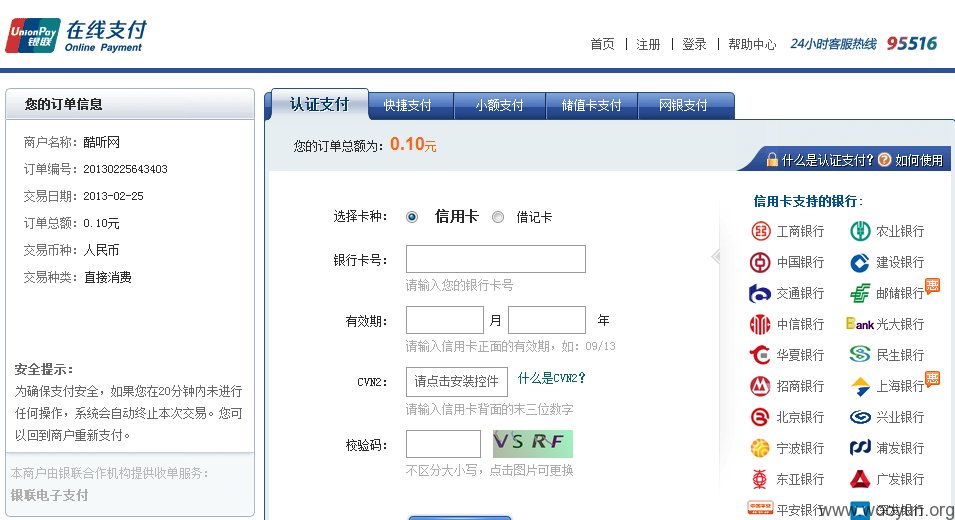 UnionPay 银联 在线支付
Online Payment
首页 | 注册 | 登录 | 帮助中心 24小时客服热线 95516
您的订单信息
商户名称：酷听网
订单编号：20130225643403
交易日期：2013-02-25
订单总额：0.10元
交易币种：人民币
交易种类：直接消费
安全提示：
为确保支付安全，如果您在20分钟内未进行
任何操作，系统会自动终止本次交易。您可
以回到商户重新支付。
本商户由银联合作机构提供收单服务：
银联电子支付
认证支付 快捷支付 小额支付 储值卡支付 网银支付
您的订单总额为：0.10元
什么是认证支付？ ? 如何使用
选择卡种： 信用卡 借记卡
银行卡号：
请输入您的银行卡号
有效期： 月 年
请输入信用卡正面的有效期，如：09/13
CVN2： 请点击安装控件 什么是CVN2？
请输入信用卡背面的末三位数字
校验码： VSRF
不区分大小写，点击图片可更换
信用卡支持的银行：
工商银行 农业银行
中国银行 建设银行
交通银行 邮储银行 惠
中信银行 Bank 光大银行
华夏银行 民生银行
招商银行 上海银行 惠
北京银行 兴业银行
宁波银行 浦发银行
东亚银行 广发银行
平安银行
www.wooyun.org